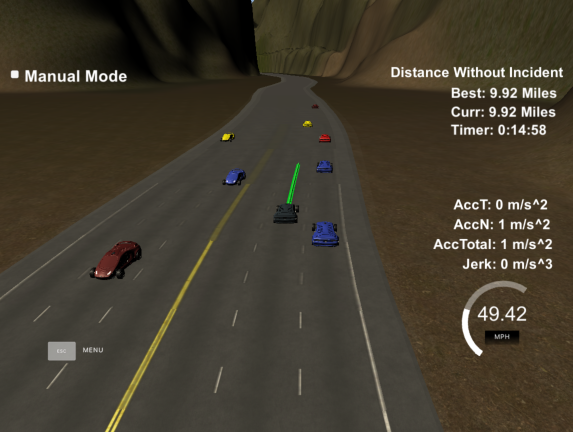 Manual Mode
Distance Without Incident
Best: 9.92 Miles
Curr: 9.92 Miles
Timer: 0:14:58
AccT: 0 m/s^2
AccN: 1 m/s^2
AccTotal: 1 m/s^2
Jerk: 0 m/s^3
49.42
MPH
ESC MENU